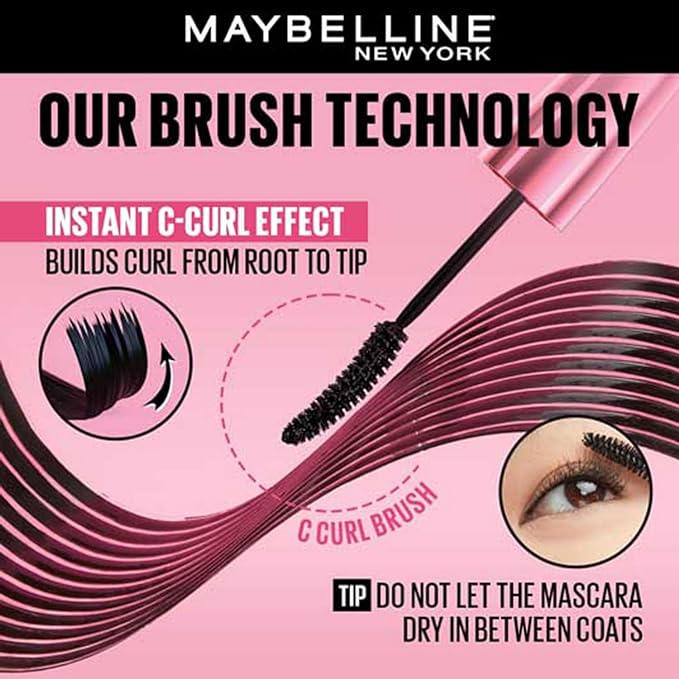 MAYBELLINE
NEW YORK
OUR BRUSH TECHNOLOGY
INSTANT C-CURL EFFECT
BUILDS CURL FROM ROOT TO TIP
C CURL BRUSH
TIP DO NOT LET THE MASCARA
DRY IN BETWEEN COATS